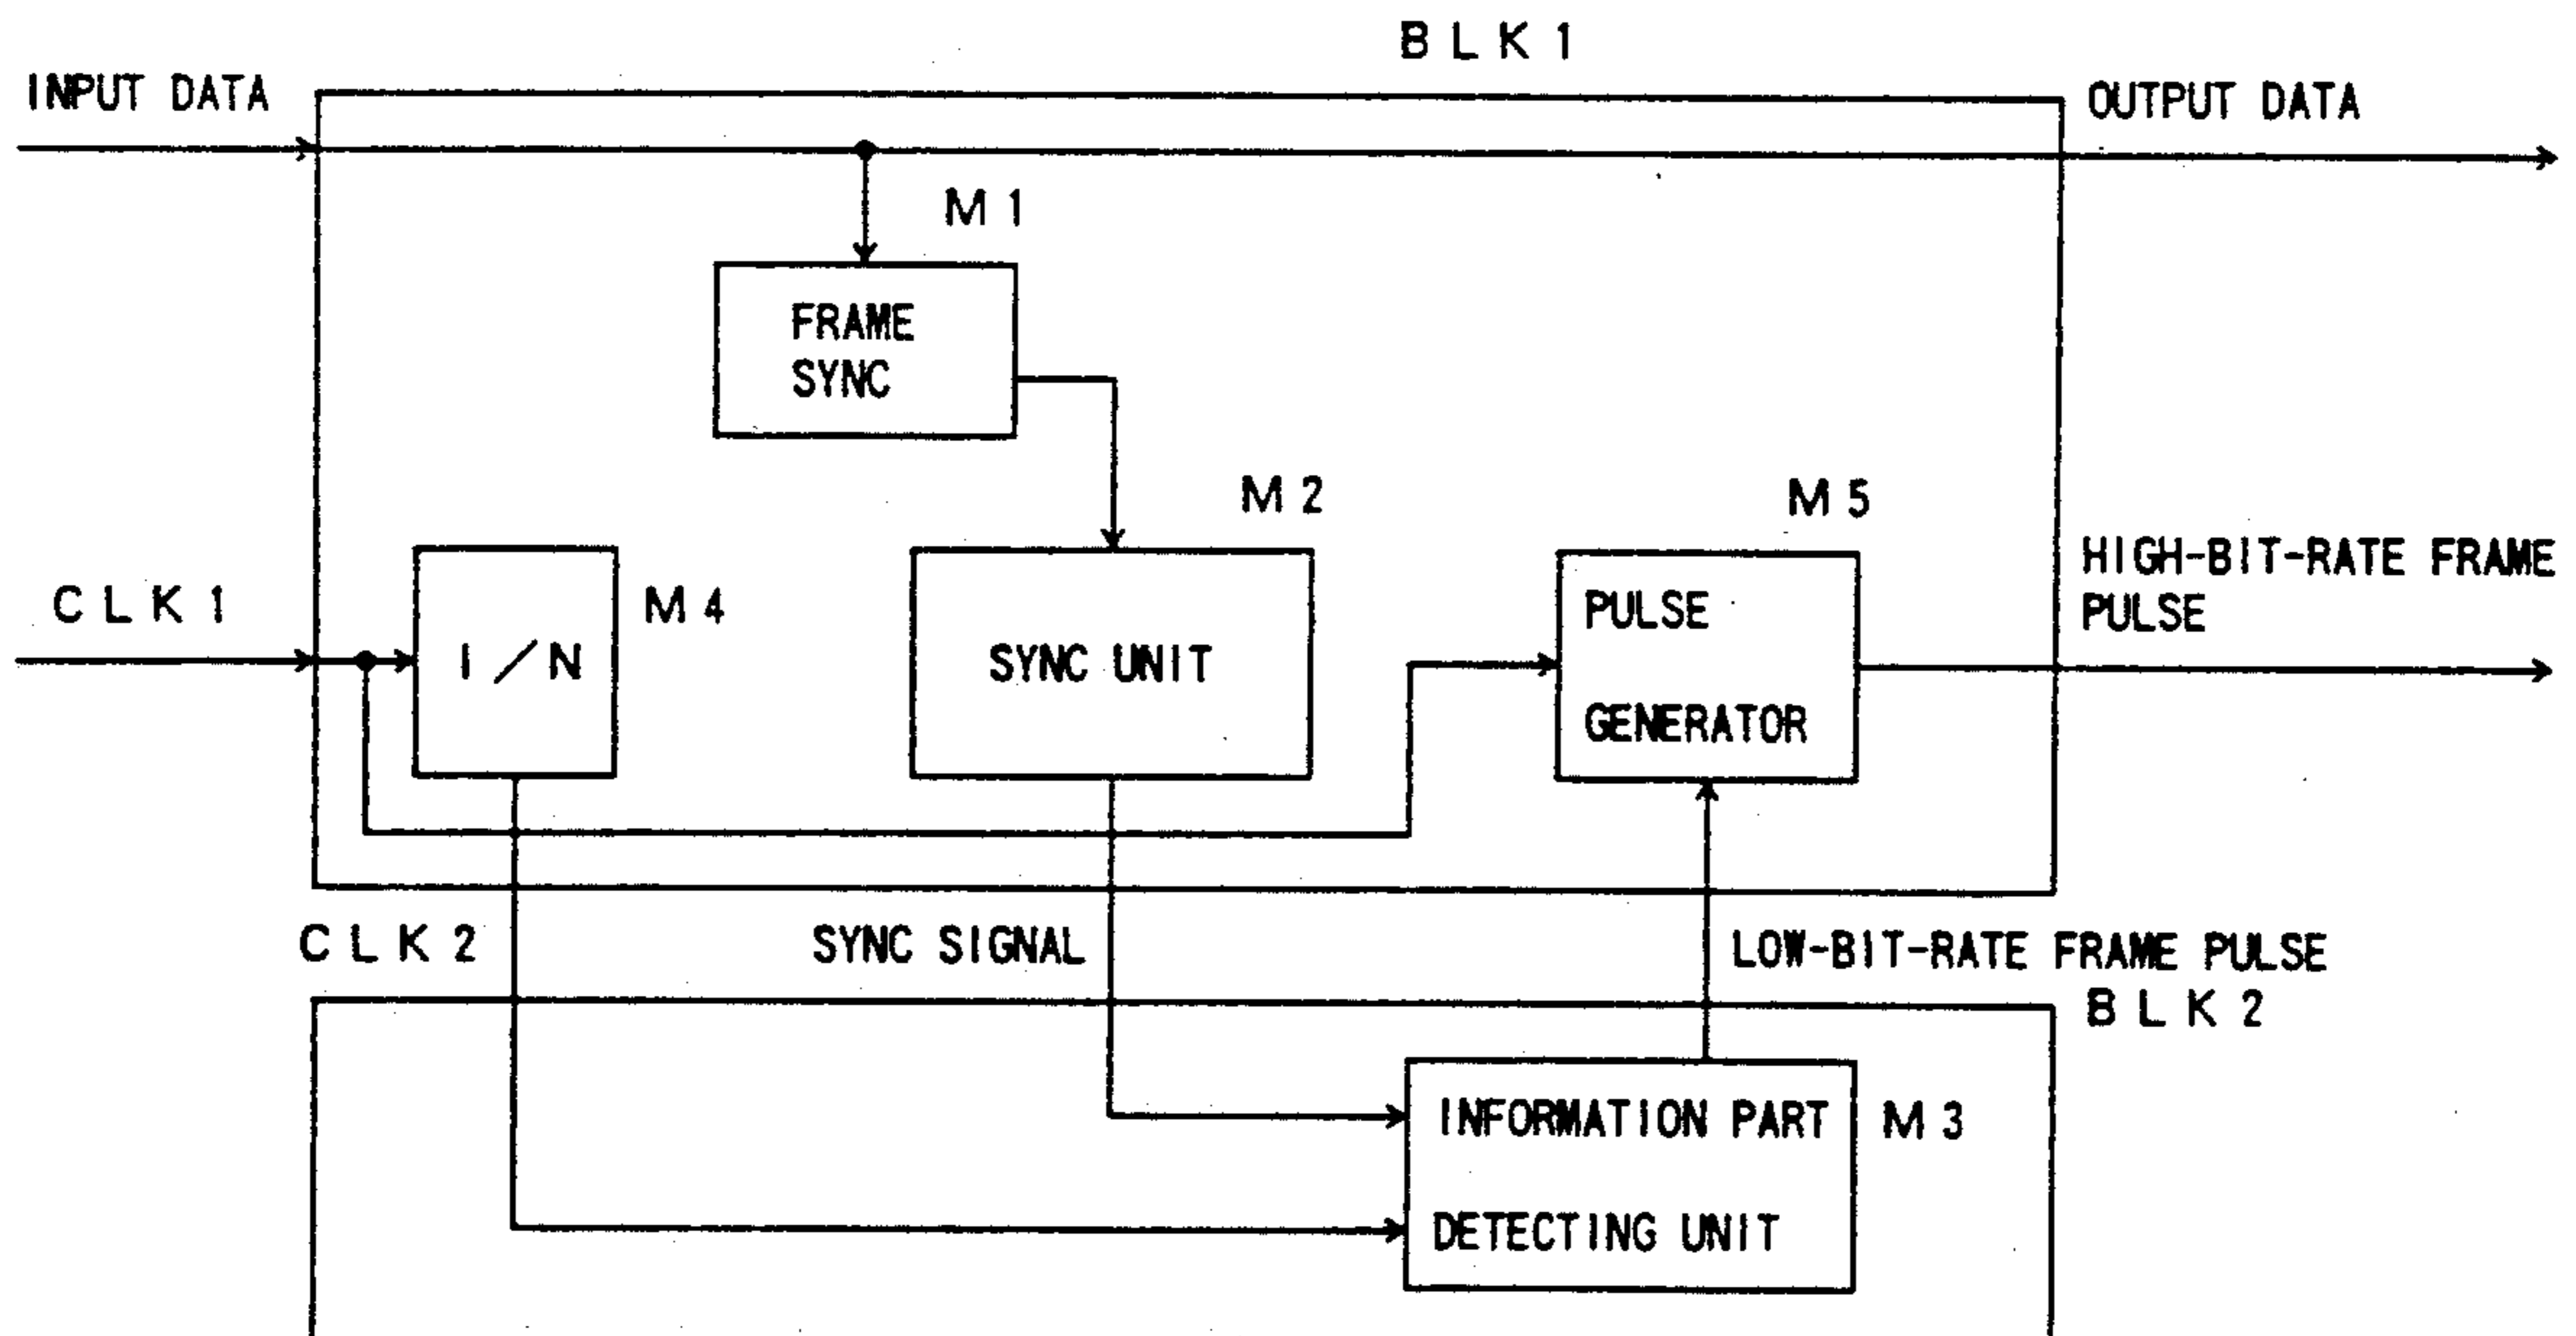 BLK1
INPUT DATA
OUTPUT DATA
M1
FRAME
SYNC
M2
M5
HIGH-BIT-RATE FRAME
PULSE
CLK1
M4
I/N
SYNC UNIT
PULSE
GENERATOR
CLK2
SYNC SIGNAL
LOW-BIT-RATE FRAME PULSE
BLK2
INFORMATION PART
M3
DETECTING UNIT